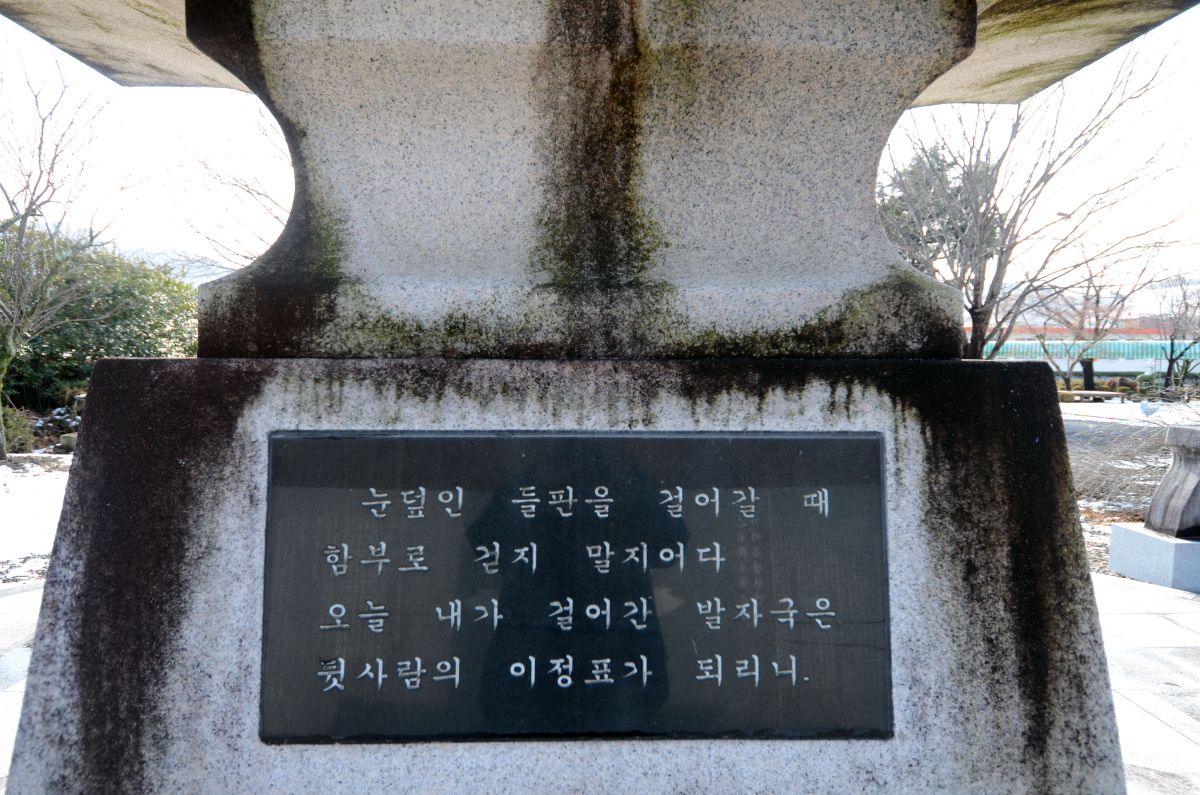 눈덮인 들판을 걸어갈 때
함부로 걷지 말지어다
오늘 내가 걸어간 발자국은
뒷사람의 이정표가 되리니.